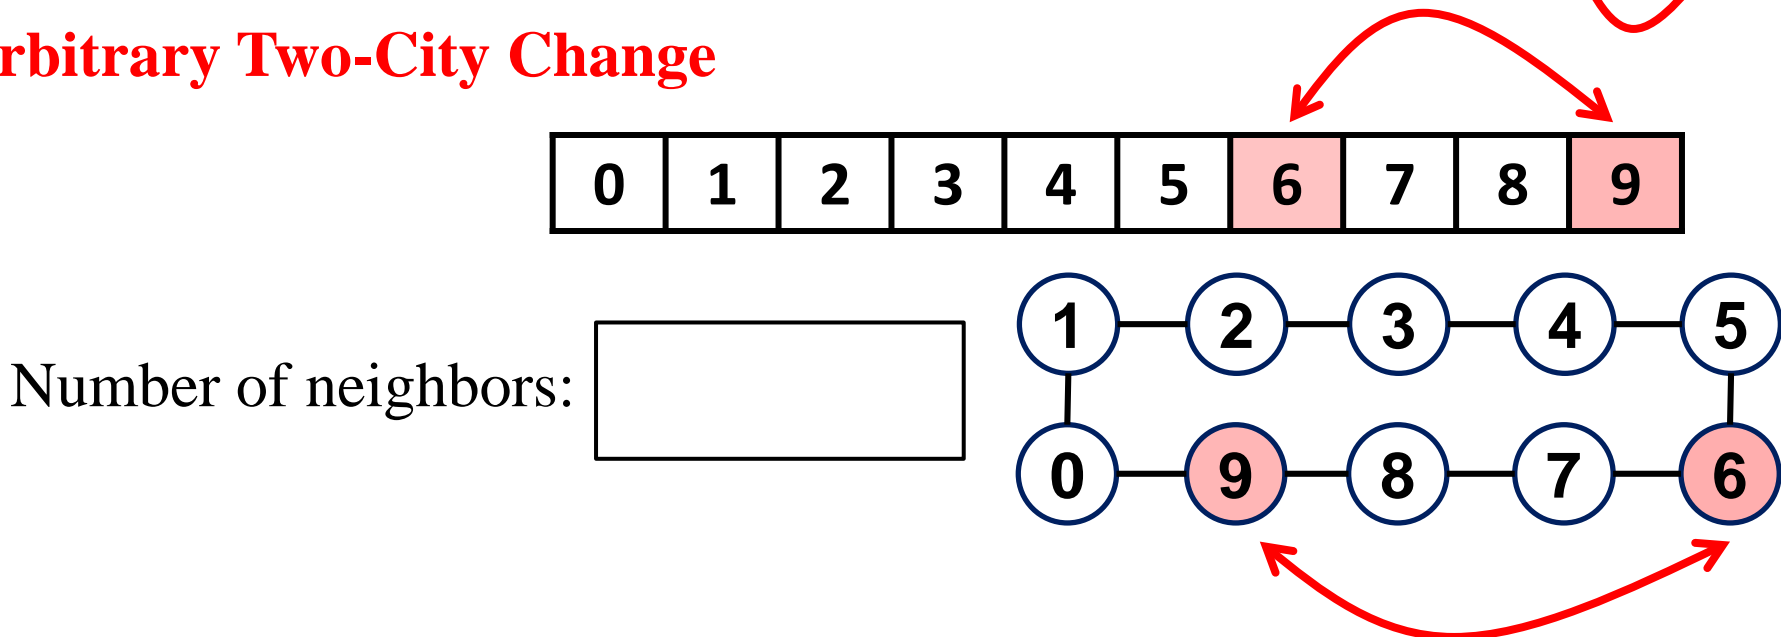 rbitrary Two-City Change
0 1 2 3 4 5 6 7 8 9
1 2 3 4 5
Number of neighbors:
0 9 8 7 6